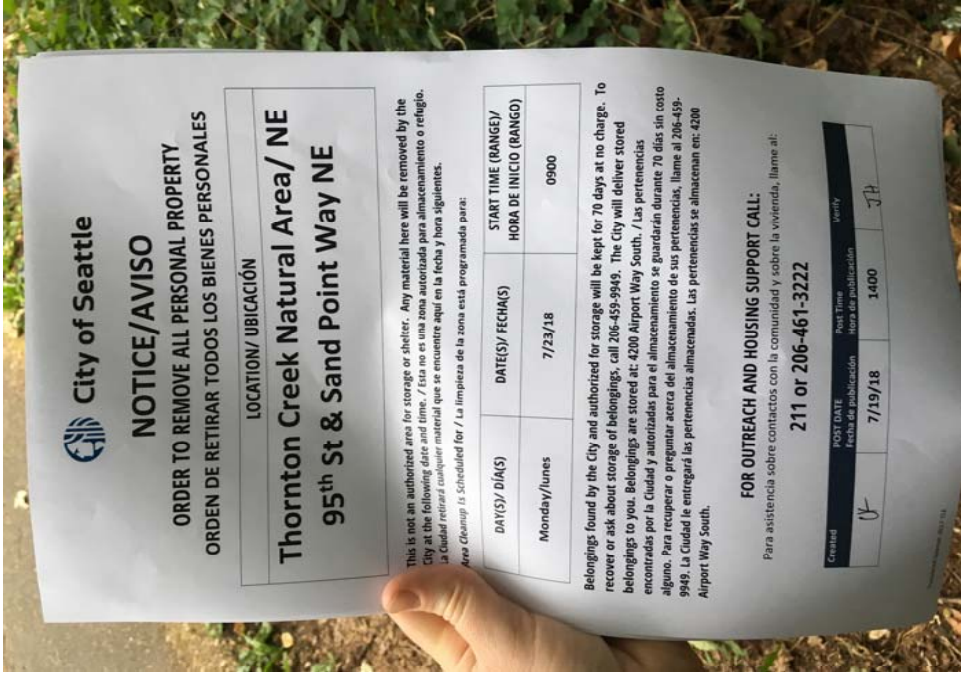 City of Seattle
NOTICE/AVISO
ORDER TO REMOVE ALL PERSONAL PROPERTY
ORDEN DE RETIRAR TODOS LOS BIENES PERSONALES
LOCATION/ UBICACIÓN
Thornton Creek Natural Area/ NE
95th St & Sand Point Way NE
This is not an authorized area for storage or shelter. Any material here will be removed by the
City at the following date and time. / Esta no es una zona autorizada para almacenamiento o refugio.
La Ciudad retirará cualquier material que se encuentre aquí en la fecha y hora siguientes.
Area Cleanup Is Scheduled for / La limpieza de la zona está programada para:
DAY(S)/ DÍA(S) DATE(S)/ FECHA(S) START TIME (RANGE)/
HORA DE INICIO (RANGO)
Monday/lunes 7/23/18 0900
Belongings found by the City and authorized for storage will be kept for 70 days at no charge. To
recover or ask about storage of belongings, call 206-459-9949. The City will deliver stored
belongings to you. Belongings are stored at: 4200 Airport Way South. / Las pertenencias
encontradas por la Ciudad y autorizadas para el almacenamiento se guardarán durante 70 días sin costo
alguno. Para recuperar o preguntar acerca del almacenamiento de sus pertenencias, llame al 206-459-
9949. La Ciudad le entregará las pertenencias almacenadas. Las pertenencias se almacenan en: 4200
Airport Way South.
FOR OUTREACH AND HOUSING SUPPORT CALL:
Para asistencia sobre contactos con la comunidad y sobre la vivienda, llame al:
211 or 206-461-3222
Created POST DATE Post Time Verify
Fecha de publicación Hora de publicación
CK 7/19/18 1400 JH